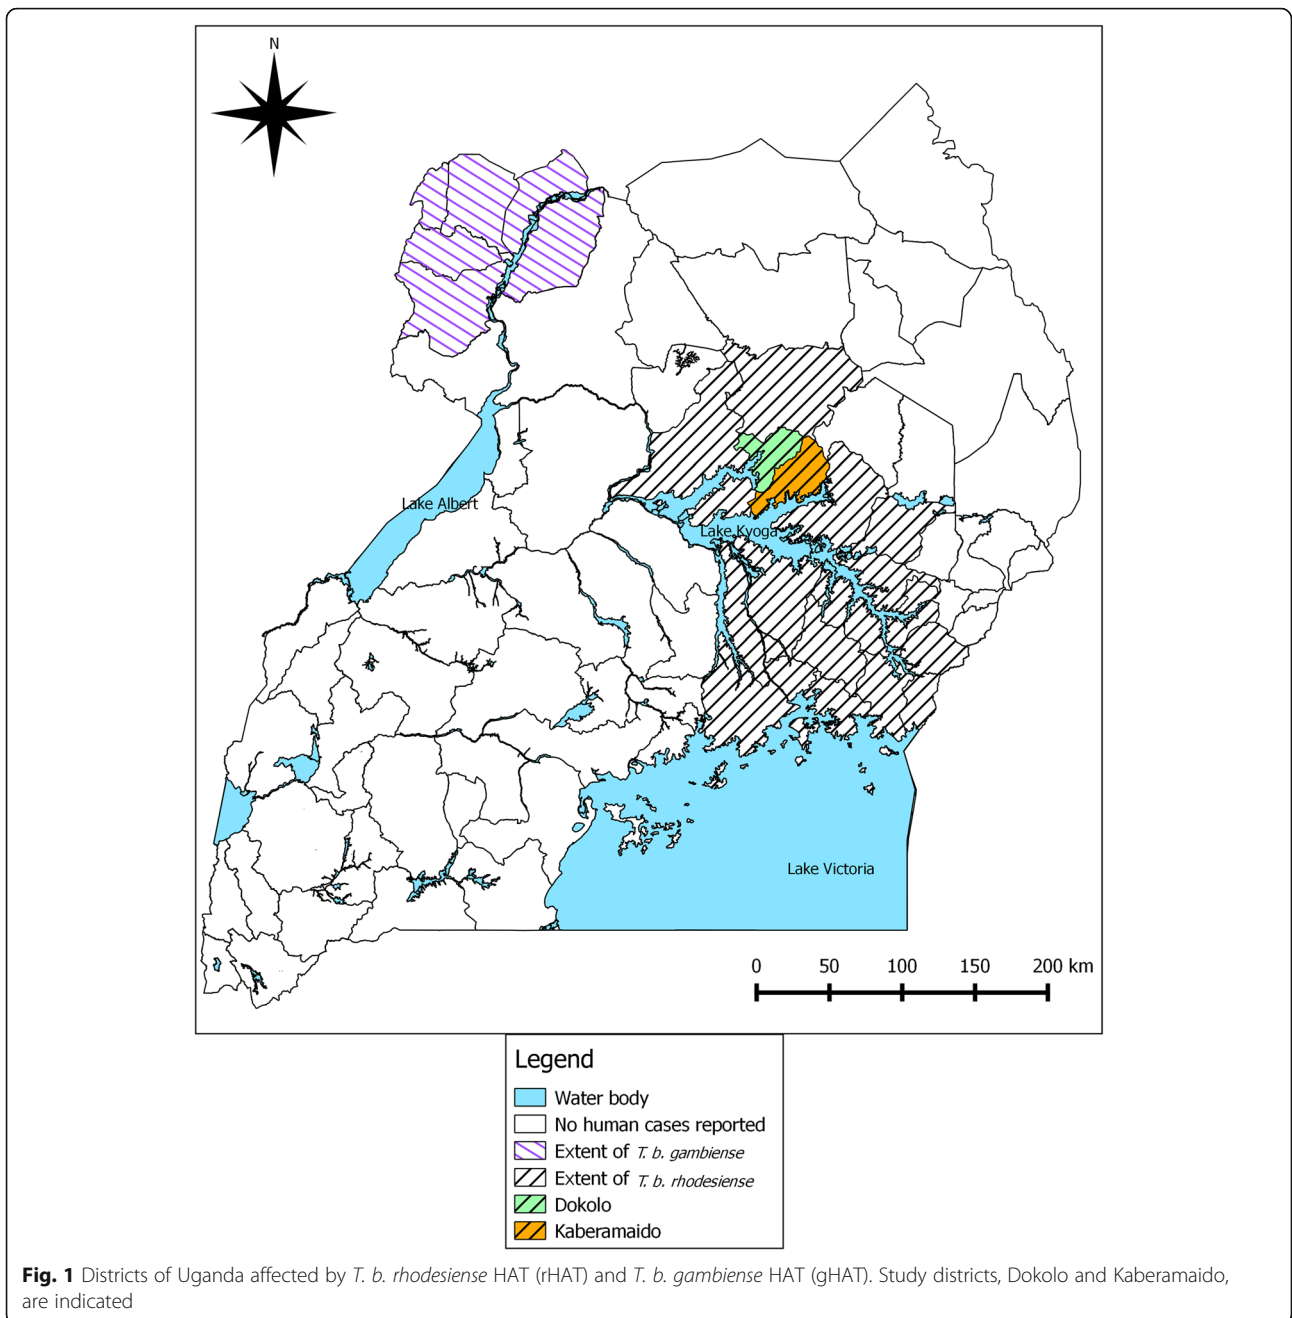 N
Lake Albert
Lake Kyoga
Lake Victoria
0 50 100 150 200 km
Legend
Water body
No human cases reported
Extent of T. b. gambiense
Extent of T. b. rhodesiense
Dokolo
Kaberamaido
Fig. 1 Districts of Uganda affected by T. b. rhodesiense HAT (rHAT) and T. b. gambiense HAT (gHAT). Study districts, Dokolo and Kaberamaido,
are indicated